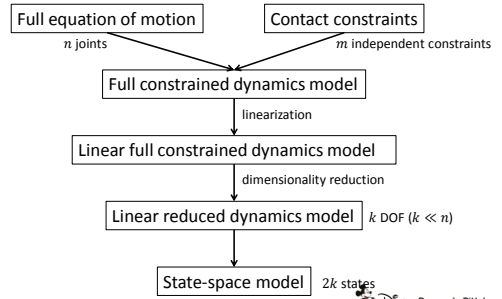 Full equation of motion
Contact constraints
n joints
m independent constraints
Full constrained dynamics model
linearization
Linear full constrained dynamics model
dimensionality reduction
Linear reduced dynamics model
k DOF (k ≪ n)
State-space model
2k states